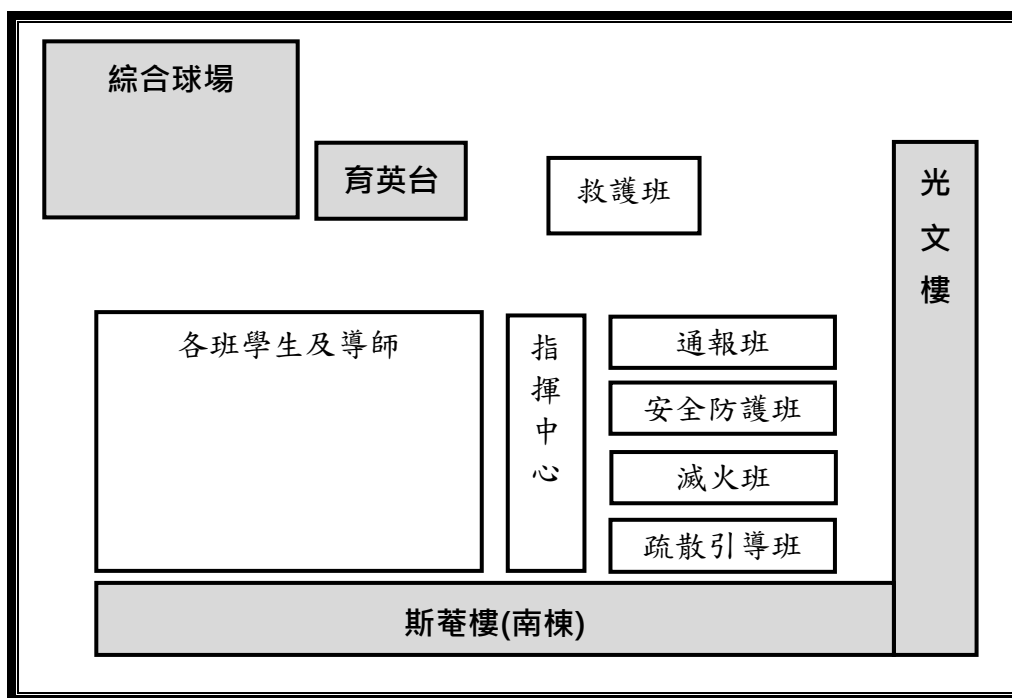 綜合球場
育英台
救護班
光文樓
各班學生及導師
指揮中心
通報班
安全防護班
滅火班
疏散引導班
斯菴樓(南棟)